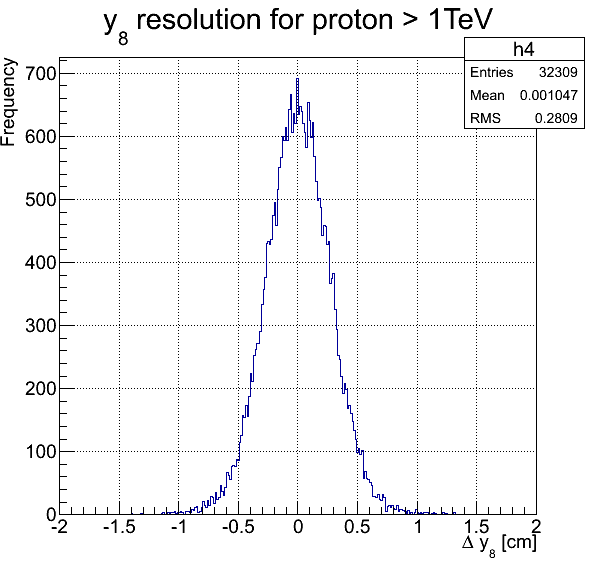 y8 resolution for proton > 1TeV
h4
Entries 32309
Mean 0.001047
RMS 0.2809
Frequency
700
600
500
400
300
200
100
0
-2 -1.5 -1 -0.5 0 0.5 1 1.5 2
Δ y8 [cm]